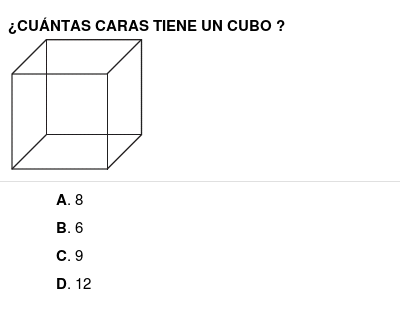 ¿CUÁNTAS CARAS TIENE UN CUBO ?
A. 8
B. 6
C. 9
D. 12